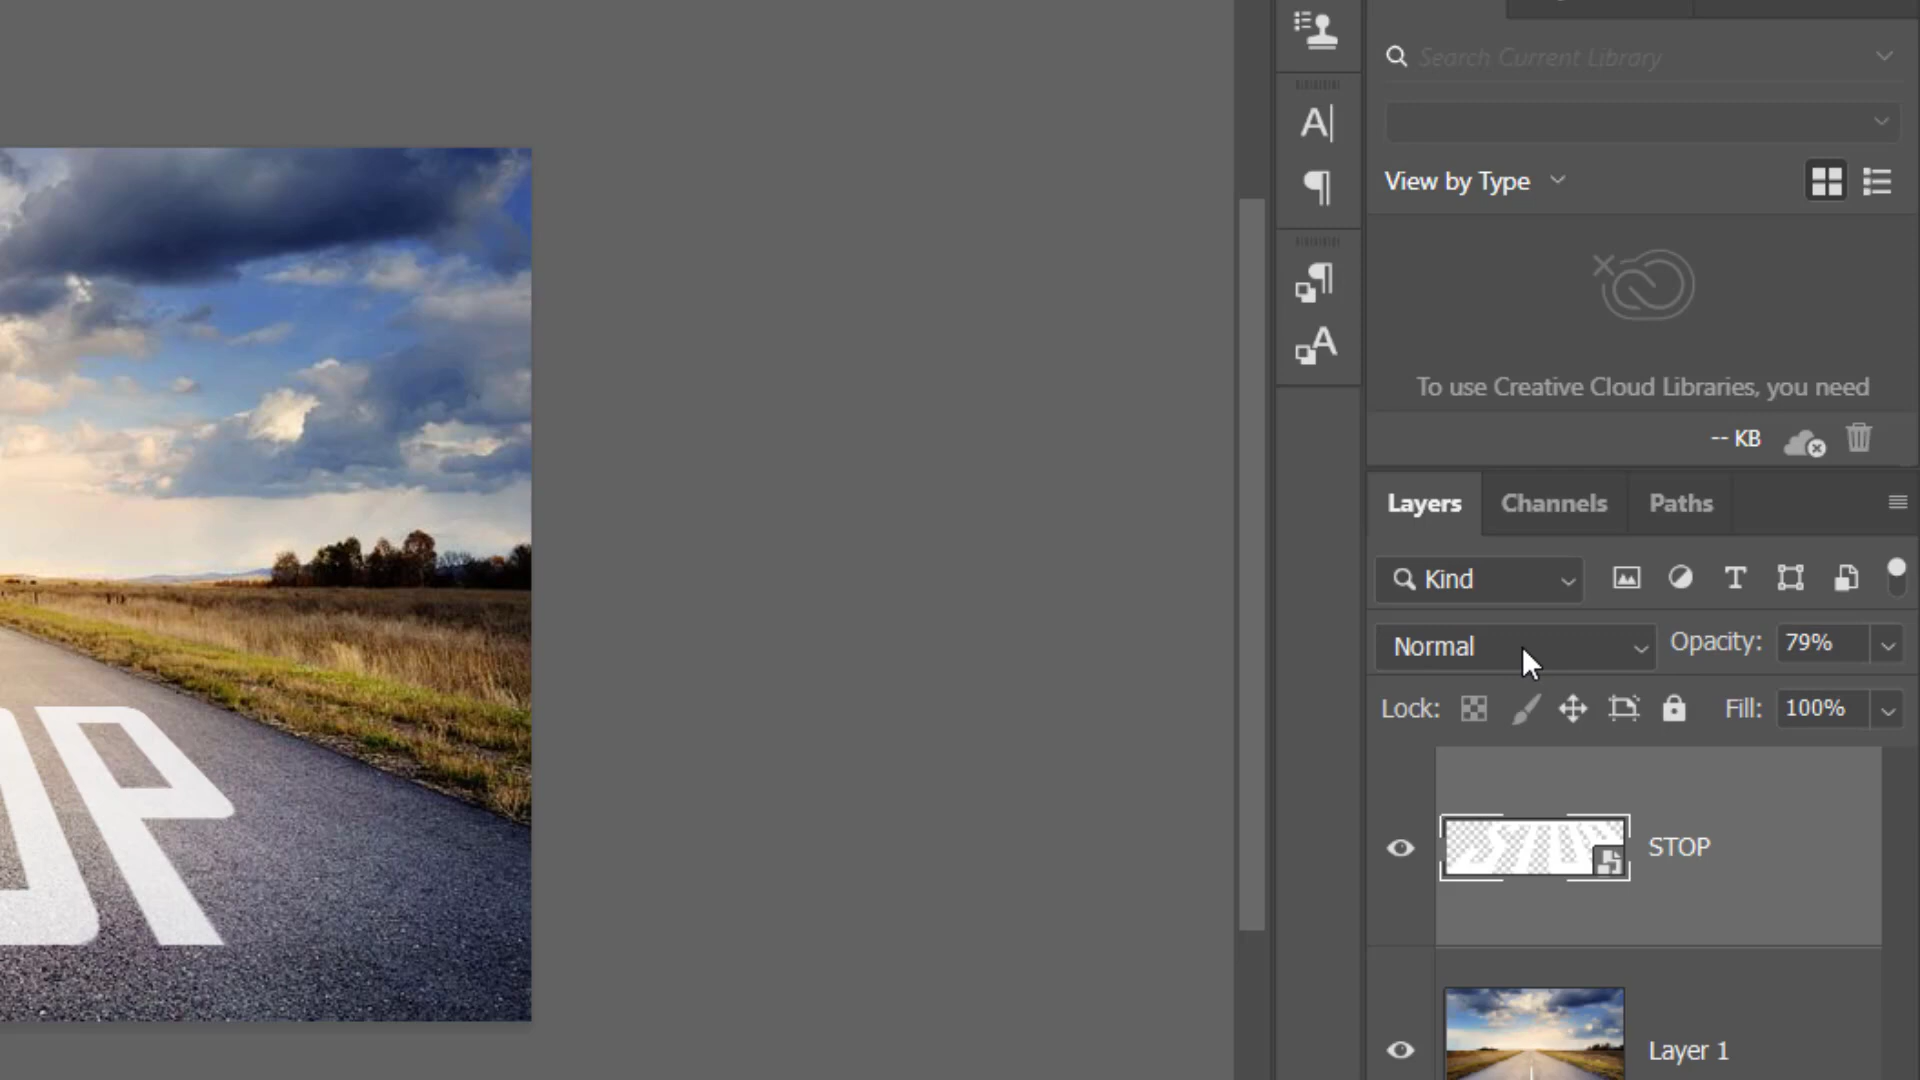 Search Current Library
View by Type
To use Creative Cloud Libraries, you need
-- KB
Layers Channels Paths
Kind
Normal Opacity: 79%
Lock: Fill: 100%
STOP
Layer 1
OP